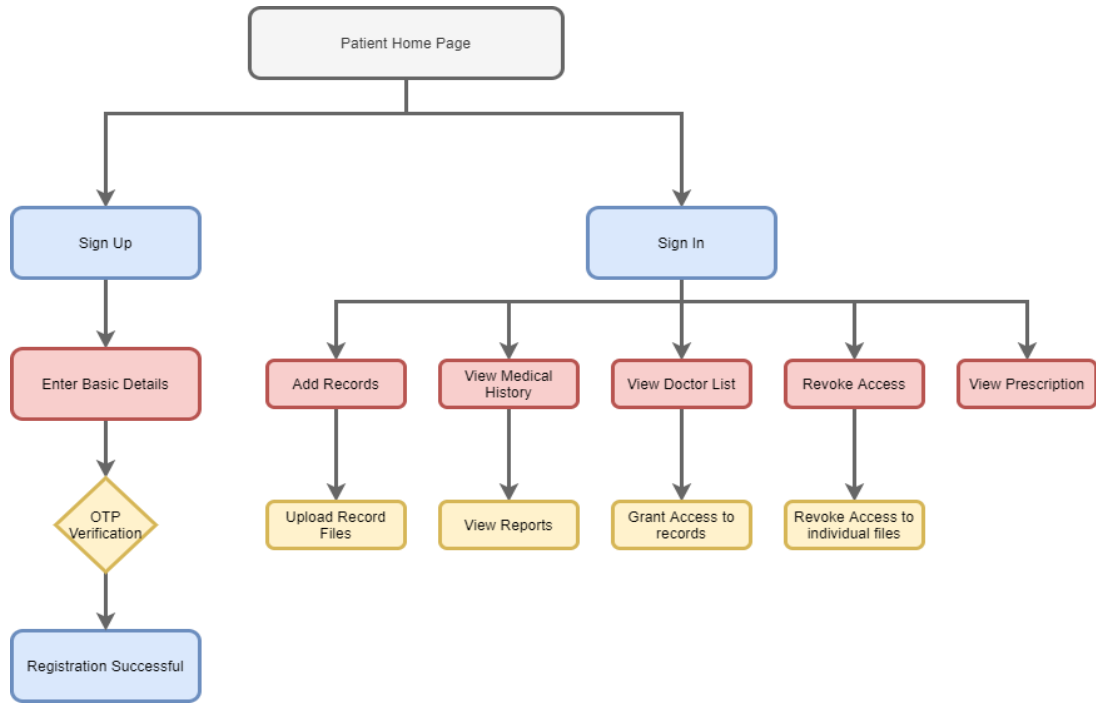 Patient Home Page
Sign Up
Sign In
Enter Basic Details
Add Records
View Medical
History
View Doctor List
Revoke Access
View Prescription
OTP
Verification
Upload Record
Files
View Reports
Grant Access to
records
Revoke Access to
individual files
Registration Successful